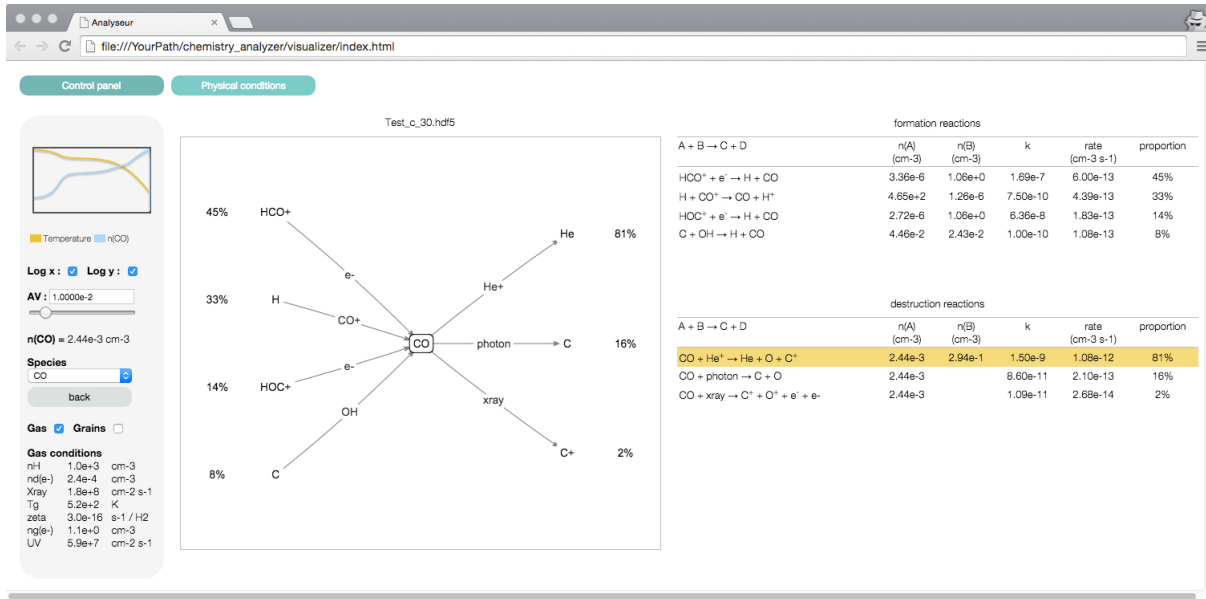 Analyseur
file:///YourPath/chemistry_analyzer/visualizer/index.html
Control panel
Physical conditions
Temperature n(CO)
Log x : Log y :
AV : 1.0000e-2
n(CO) = 2.44e-3 cm-3
Species
CO
back
Gas Grains
Gas conditions
nH 1.0e+3 cm-3
nd(e-) 2.4e-4 cm-3
Xray 1.8e+8 cm-2 s-1
Tg 5.2e+2 K
zeta 3.0e-16 s-1 / H2
ng(e-) 1.1e+0 cm-3
UV 5.9e+7 cm-2 s-1
Test_c_30.hdf5
45% HCO+
He 81%
e-
He+
33% H
CO+
CO photon C 16%
e-
14% HOC+
xray
OH
C+ 2%
8% C
formation reactions
A + B → C + D n(A) n(B) k rate proportion
(cm-3) (cm-3) (cm-3 s-1)
HCO⁺ + e⁻ → H + CO 3.36e-6 1.06e+0 1.69e-7 6.00e-13 45%
H + CO⁺ → CO + H⁺ 4.65e+2 1.26e-6 7.50e-10 4.39e-13 33%
HOC⁺ + e⁻ → H + CO 2.72e-6 1.06e+0 6.36e-8 1.83e-13 14%
C + OH → H + CO 4.46e-2 2.43e-2 1.00e-10 1.08e-13 8%
destruction reactions
A + B → C + D n(A) n(B) k rate proportion
(cm-3) (cm-3) (cm-3 s-1)
CO + He⁺ → He + O + C⁺ 2.44e-3 2.94e-1 1.50e-9 1.08e-12 81%
CO + photon → C + O 2.44e-3 8.60e-11 2.10e-13 16%
CO + xray → C⁺ + O⁺ + e⁻ + e- 2.44e-3 1.09e-11 2.68e-14 2%